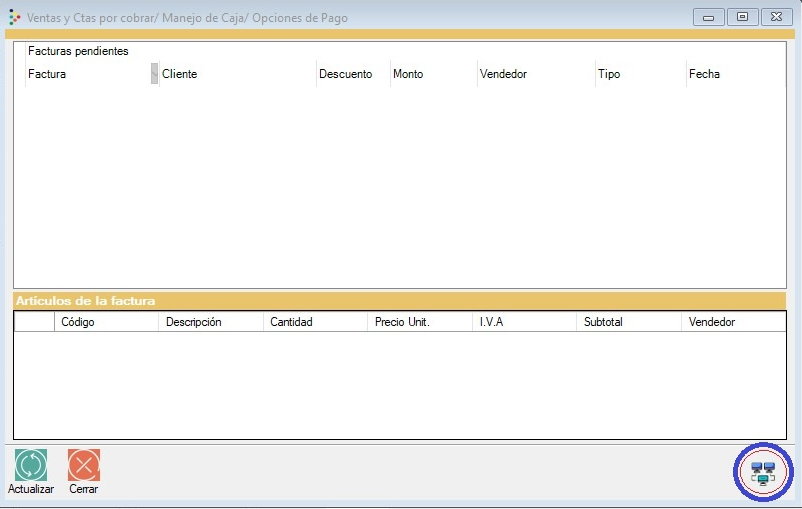 Ventas y Ctas por cobrar/ Manejo de Caja/ Opciones de Pago
Facturas pendientes
Factura Cliente Descuento Monto Vendedor Tipo Fecha
Artículos de la factura
Código Descripción Cantidad Precio Unit. I.V.A Subtotal Vendedor
Actualizar Cerrar